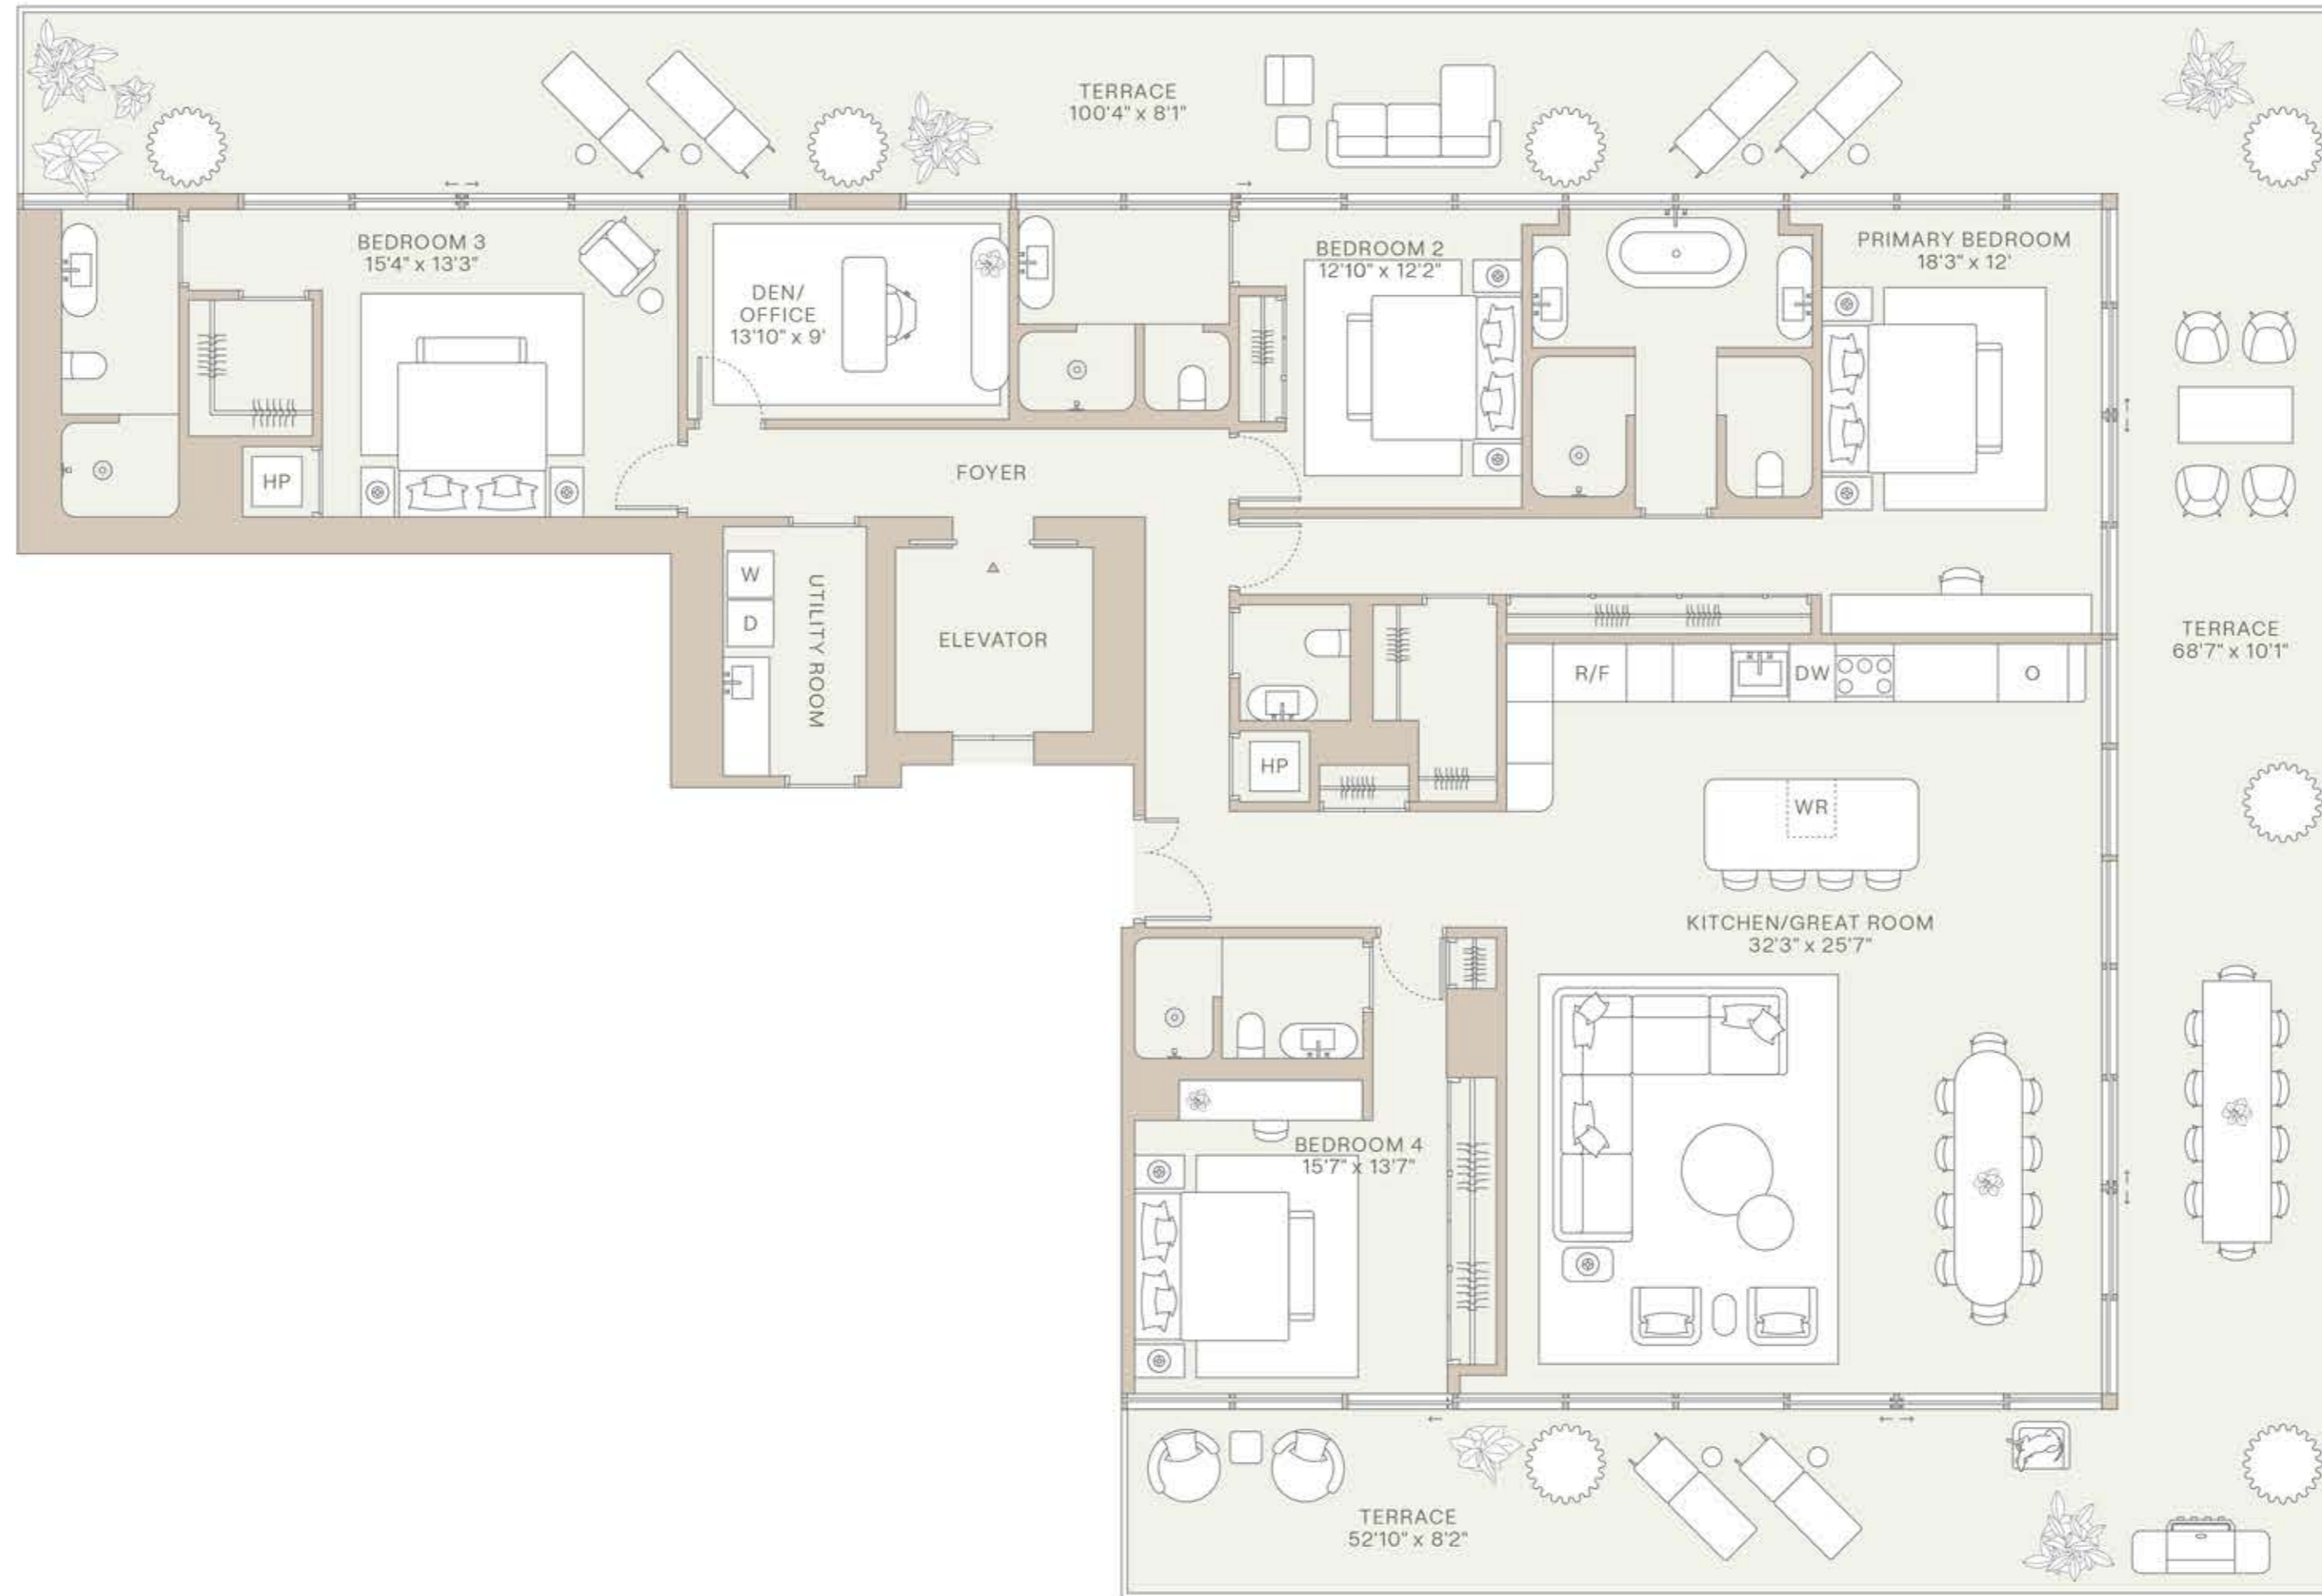 TERRACE
100'4" x 8'1"
BEDROOM 3
15'4" x 13'3"
DEN/
OFFICE
13'10" x 9'
BEDROOM 2
12'10" x 12'2"
PRIMARY BEDROOM
18'3" x 12'
HP
FOYER
W
D
UTILITY ROOM
ELEVATOR
TERRACE
68'7" x 10'1"
R/F
DW
O
HP
WR
KITCHEN/GREAT ROOM
32'3" x 25'7"
BEDROOM 4
15'7" x 13'7"
TERRACE
52'10" x 8'2"